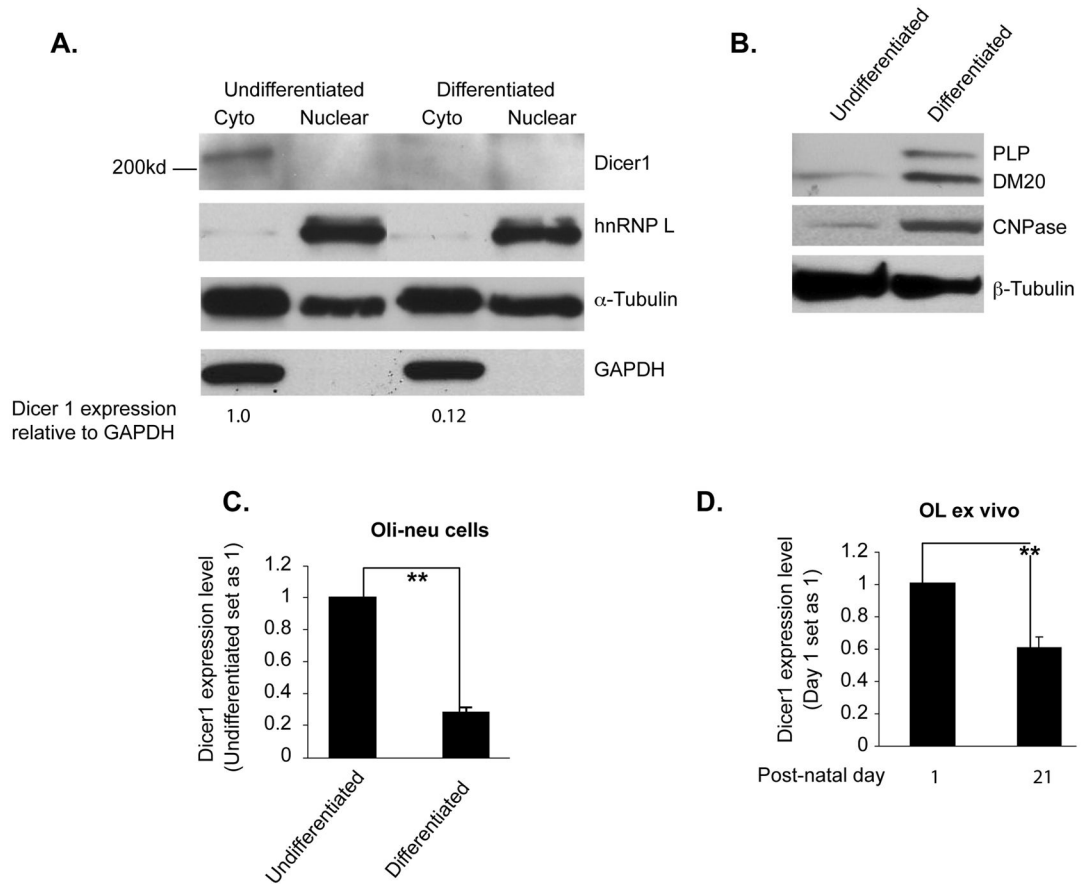 A.
Undifferentiated Differentiated
Cyto Nuclear Cyto Nuclear
200kd
Dicer1
hnRNP L
α-Tubulin
GAPDH
Dicer 1 expression
relative to GAPDH
1.0 0.12
B.
Undifferentiated
Differentiated
PLP
DM20
CNPase
β-Tubulin
C.
Oli-neu cells
Dicer1 expression level
(Undifferentiated set as 1)
1.2
1
0.8
0.6
0.4
0.2
0
**
Undifferentiated
Differentiated
D.
OL ex vivo
Dicer1 expression level
(Day 1 set as 1)
1.2
1
0.8
0.6
0.4
0.2
0
**
Post-natal day 1 21